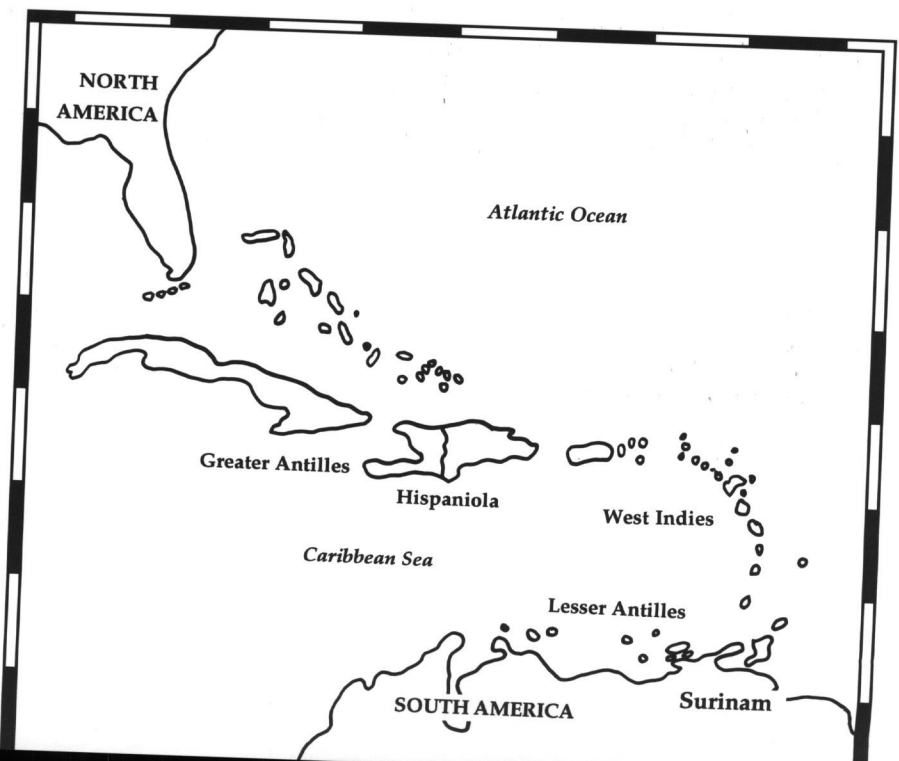 NORTH
AMERICA
Atlantic Ocean
Greater Antilles
Hispaniola
West Indies
Caribbean Sea
Lesser Antilles
SOUTH AMERICA
Surinam